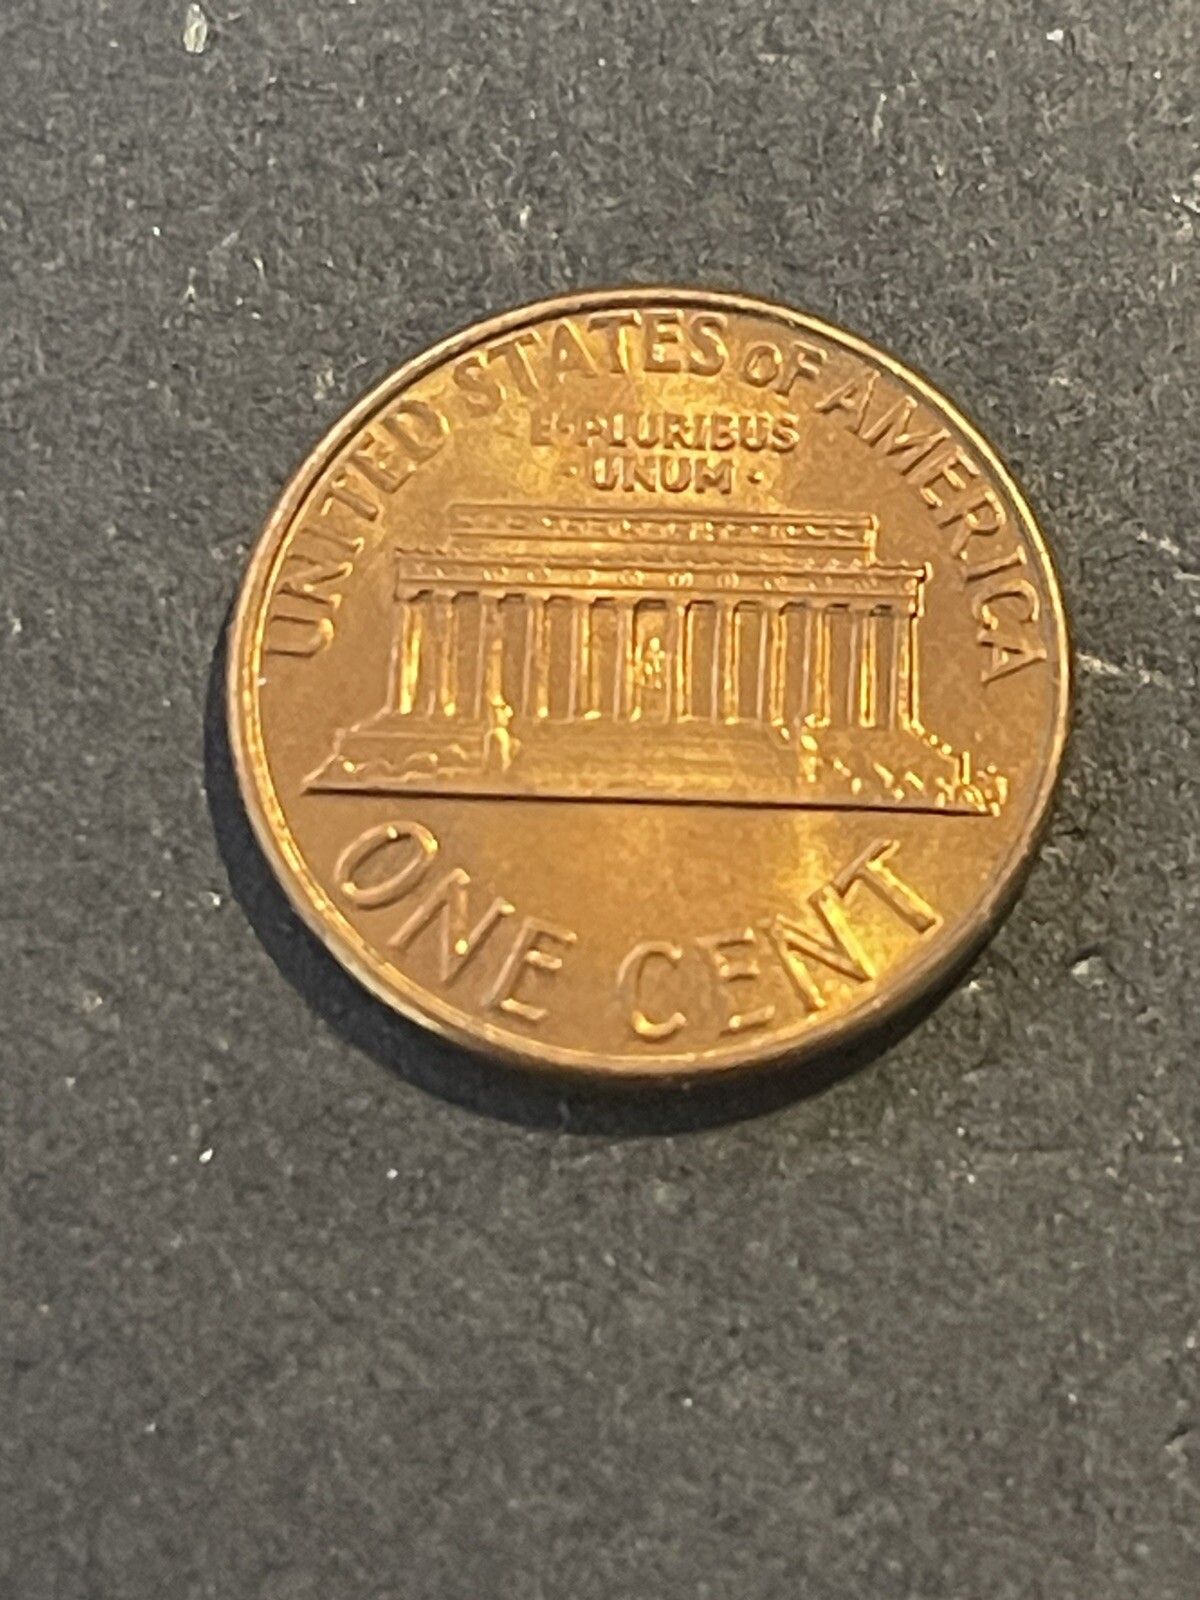 UNITED STATES OF AMERICA
E·PLURIBUS
·UNUM·
ONE CENT